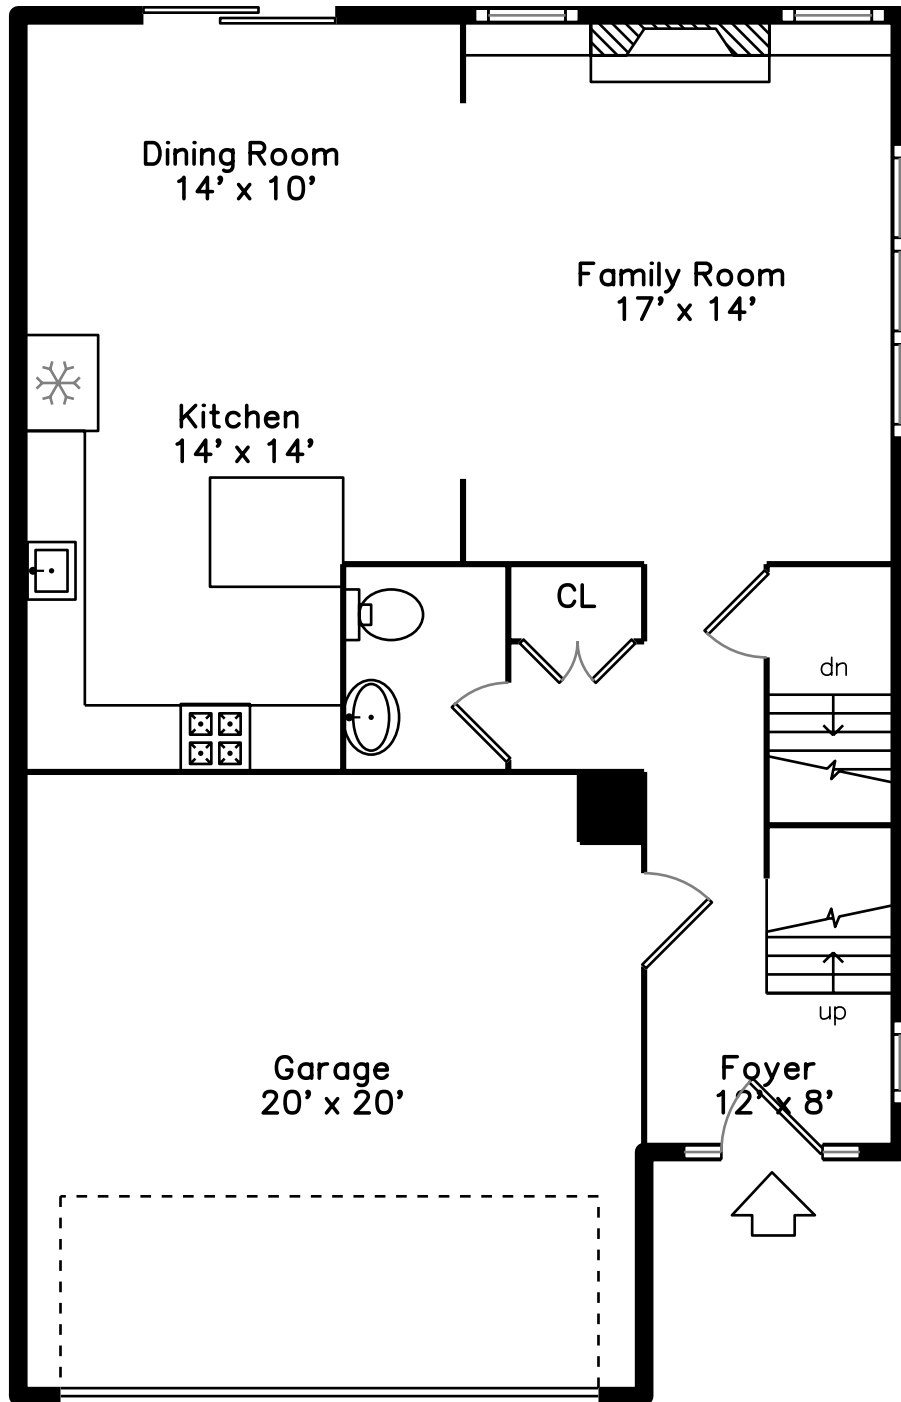 Dining Room
14' x 10'
Family Room
17' x 14'
Kitchen
14' x 14'
CL
dn
up
Garage
20' x 20'
Foyer
12' x 8'